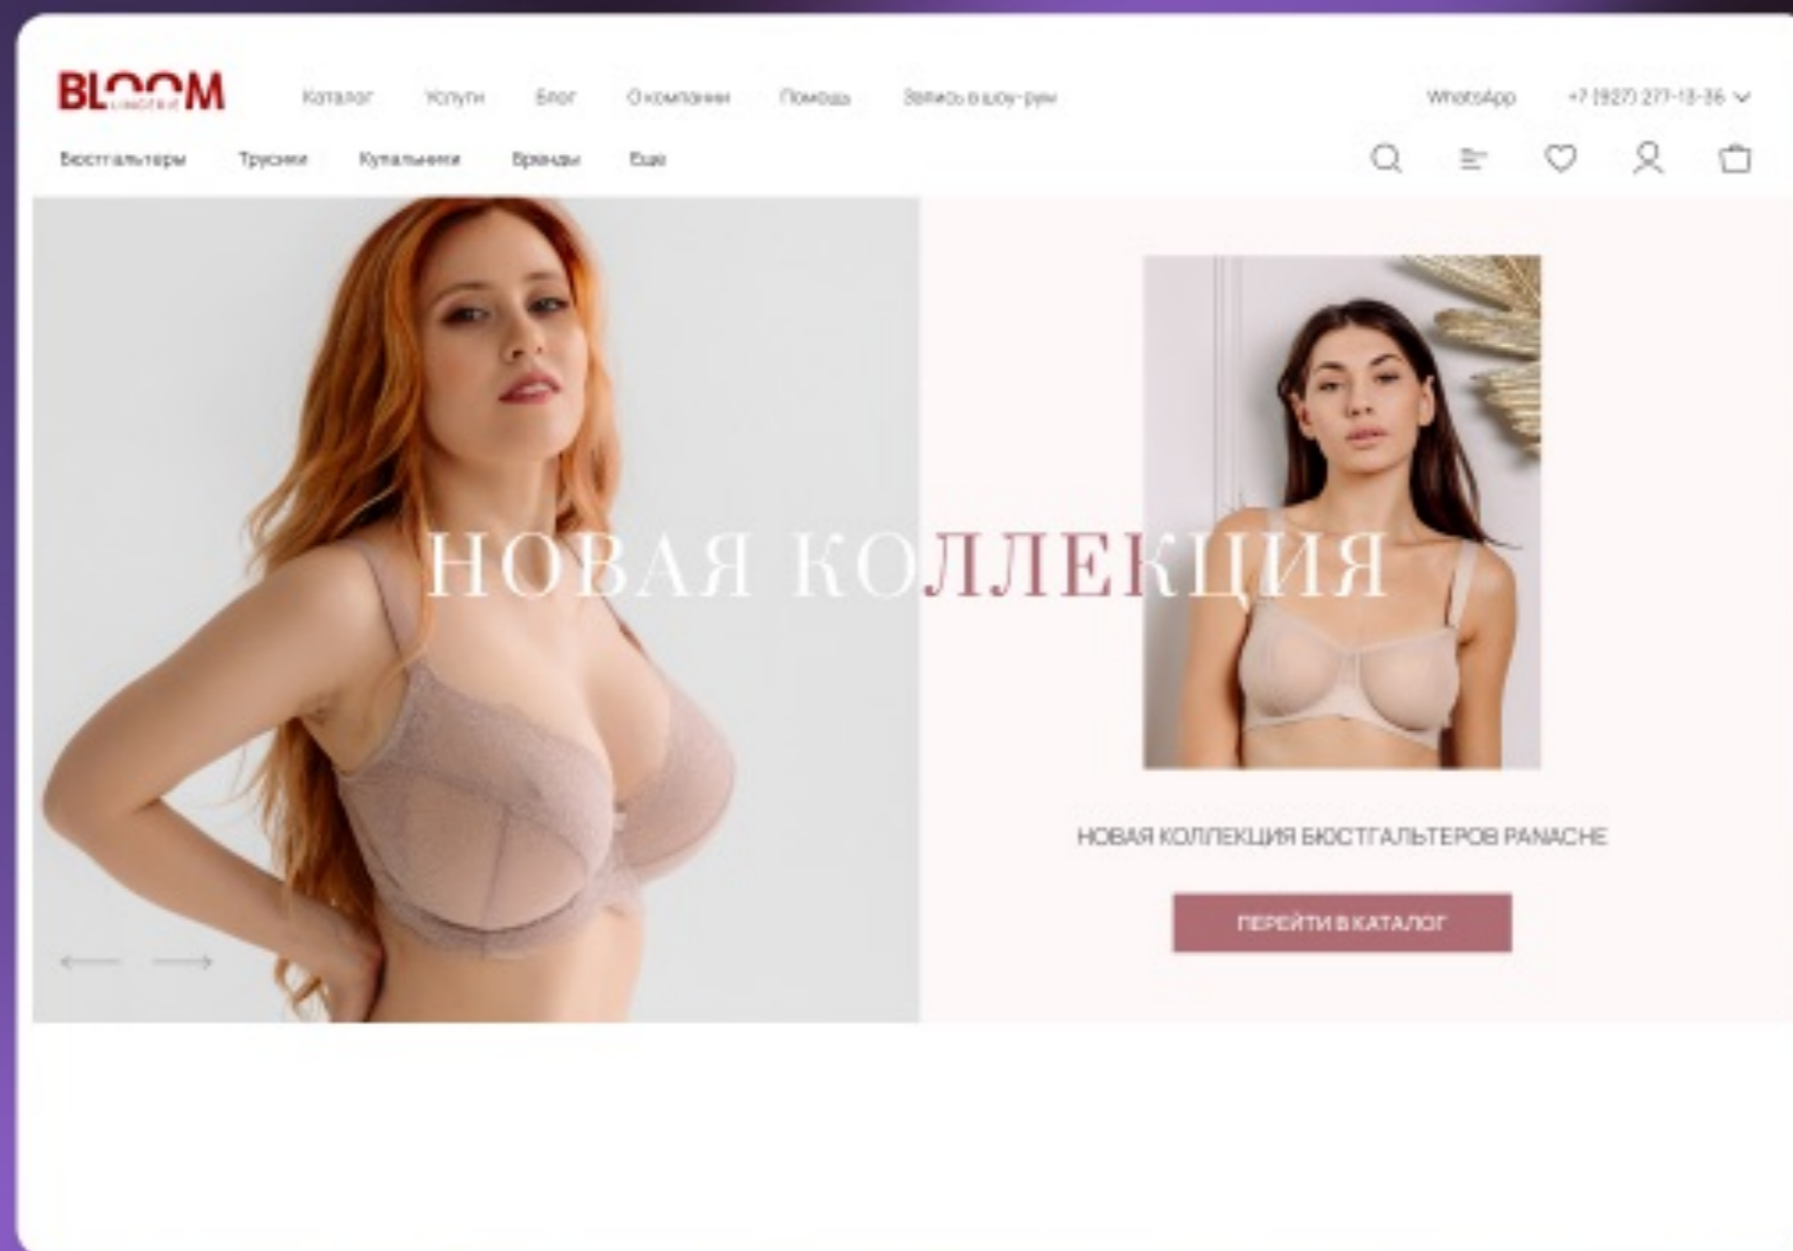 BLOOM
LINGERIE
Каталог Услуги Блог О компании Помощь Запись в шоу-рум WhatsApp +7 (927) 277-13-36
Бюстгальтеры Трусики Купальники Бренды Еще
НОВАЯ КОЛЛЕКЦИЯ
НОВАЯ КОЛЛЕКЦИЯ БЮСТГАЛЬТЕРОВ PANACHE
ПЕРЕЙТИ В КАТАЛОГ